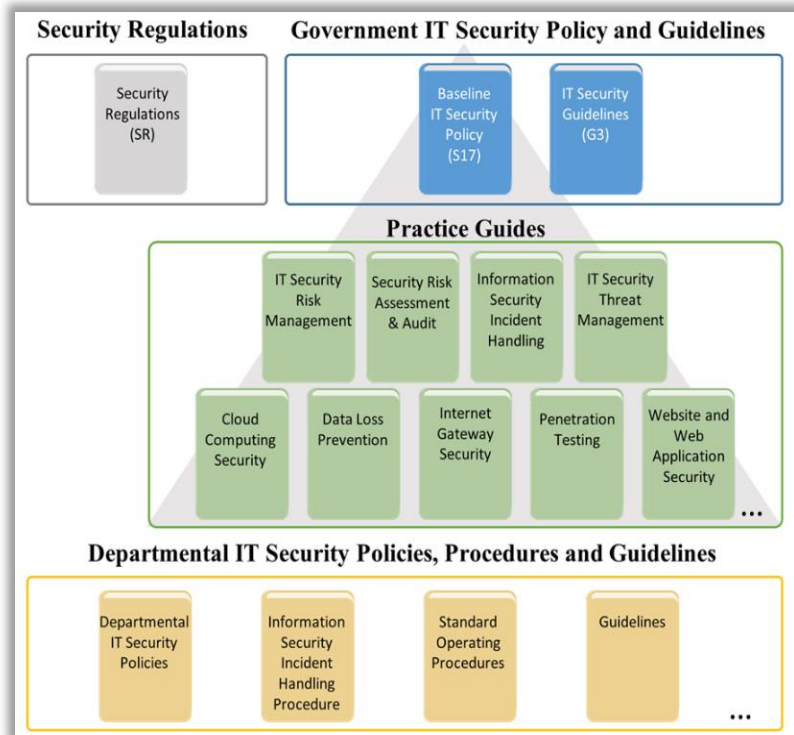 Security Regulations
Government IT Security Policy and Guidelines
Security
Regulations
(SR)
Baseline
IT Security
Policy
(S17)
IT Security
Guidelines
(G3)
Practice Guides
IT Security
Risk
Management
Security Risk
Assessment
& Audit
Information
Security
Incident
Handling
IT Security
Threat
Management
Cloud
Computing
Security
Data Loss
Prevention
Internet
Gateway
Security
Penetration
Testing
Website and
Web
Application
Security
...
Departmental IT Security Policies, Procedures and Guidelines
Departmental
IT Security
Policies
Information
Security
Incident
Handling
Procedure
Standard
Operating
Procedures
Guidelines
...